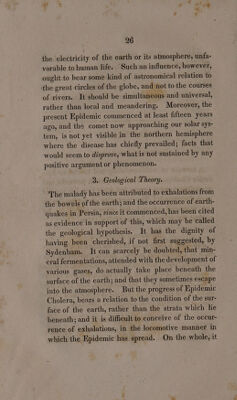 26
the electricity of the earth or its atmosphere, unfa-
vorable to human life. Such an influence, however,
ought to bear some kind of astronomical relation to
the great circles of the globe, and not to the courses
of rivers. It should be simultaneous and universal,
rather than local and meandering. Moreover, the
present Epidemic commenced at least fifteen years
ago, and the comet now approaching our solar sys-
tem, is not yet visible in the northern hemisphere
where the disease has chiefly prevailed; facts that
would seem to disprove, what is not sustained by any
positive argument or phenomenon.
3. Geological Theory.
The malady has been attributed to exhalations from
the bowels of the earth; and the occurrence of earth-
quakes in Persia, since it commenced, has been cited
as evidence in support of this, which may be called
the geological hypothesis. It has the dignity of
having been cherished, if not first suggested, by
Sydenham. It can scarcely be doubted, that min-
eral fermentations, attended with the development of
various gases, do actually take place beneath the
surface of the earth; and that they sometimes escape
into the atmosphere. But the progress of Epidemic
Cholera, bears a relation to the condition of the sur-
face of the earth, rather than the strata which lie
beneath; and it is difficult to conceive of the occur-
rence of exhalations, in the locomotive manner in
which the Epidemic has spread. On the whole, it